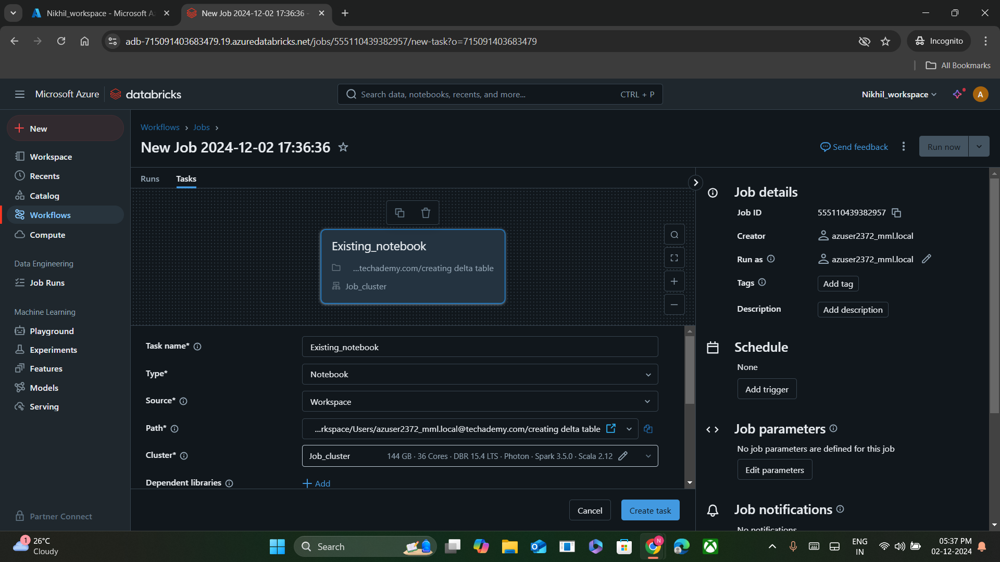 Nikhil_workspace - Microsoft Az
New Job 2024-12-02 17:36:36 -
adb-715091403683479.19.azuredatabricks.net/jobs/555110439382957/new-task?o=715091403683479
Incognito
All Bookmarks
Microsoft Azure
databricks
Search data, notebooks, recents, and more...
CTRL + P
Nikhil_workspace
A
New
Workspace
Recents
Catalog
Workflows
Compute
Data Engineering
Job Runs
Machine Learning
Playground
Experiments
Features
Models
Serving
Partner Connect
Workflows > Jobs >
New Job 2024-12-02 17:36:36
Send feedback
Run now
Runs
Tasks
Existing_notebook
...techademy.com/creating delta table
Job_cluster
Task name*
Existing_notebook
Type*
Notebook
Source*
Workspace
Path*
...rkspace/Users/azuser2372_mml.local@techademy.com/creating delta table
Cluster*
Job_cluster
144 GB · 36 Cores · DBR 15.4 LTS · Photon · Spark 3.5.0 · Scala 2.12
Dependent libraries
+ Add
Cancel
Create task
Job details
Job ID
555110439382957
Creator
azuser2372_mml.local
Run as
azuser2372_mml.local
Tags
Add tag
Description
Add description
Schedule
None
Add trigger
Job parameters
No job parameters are defined for this job
Edit parameters
Job notifications
No notifications
1
26°C
Cloudy
Search
N
ENG
IN
05:37 PM
02-12-2024